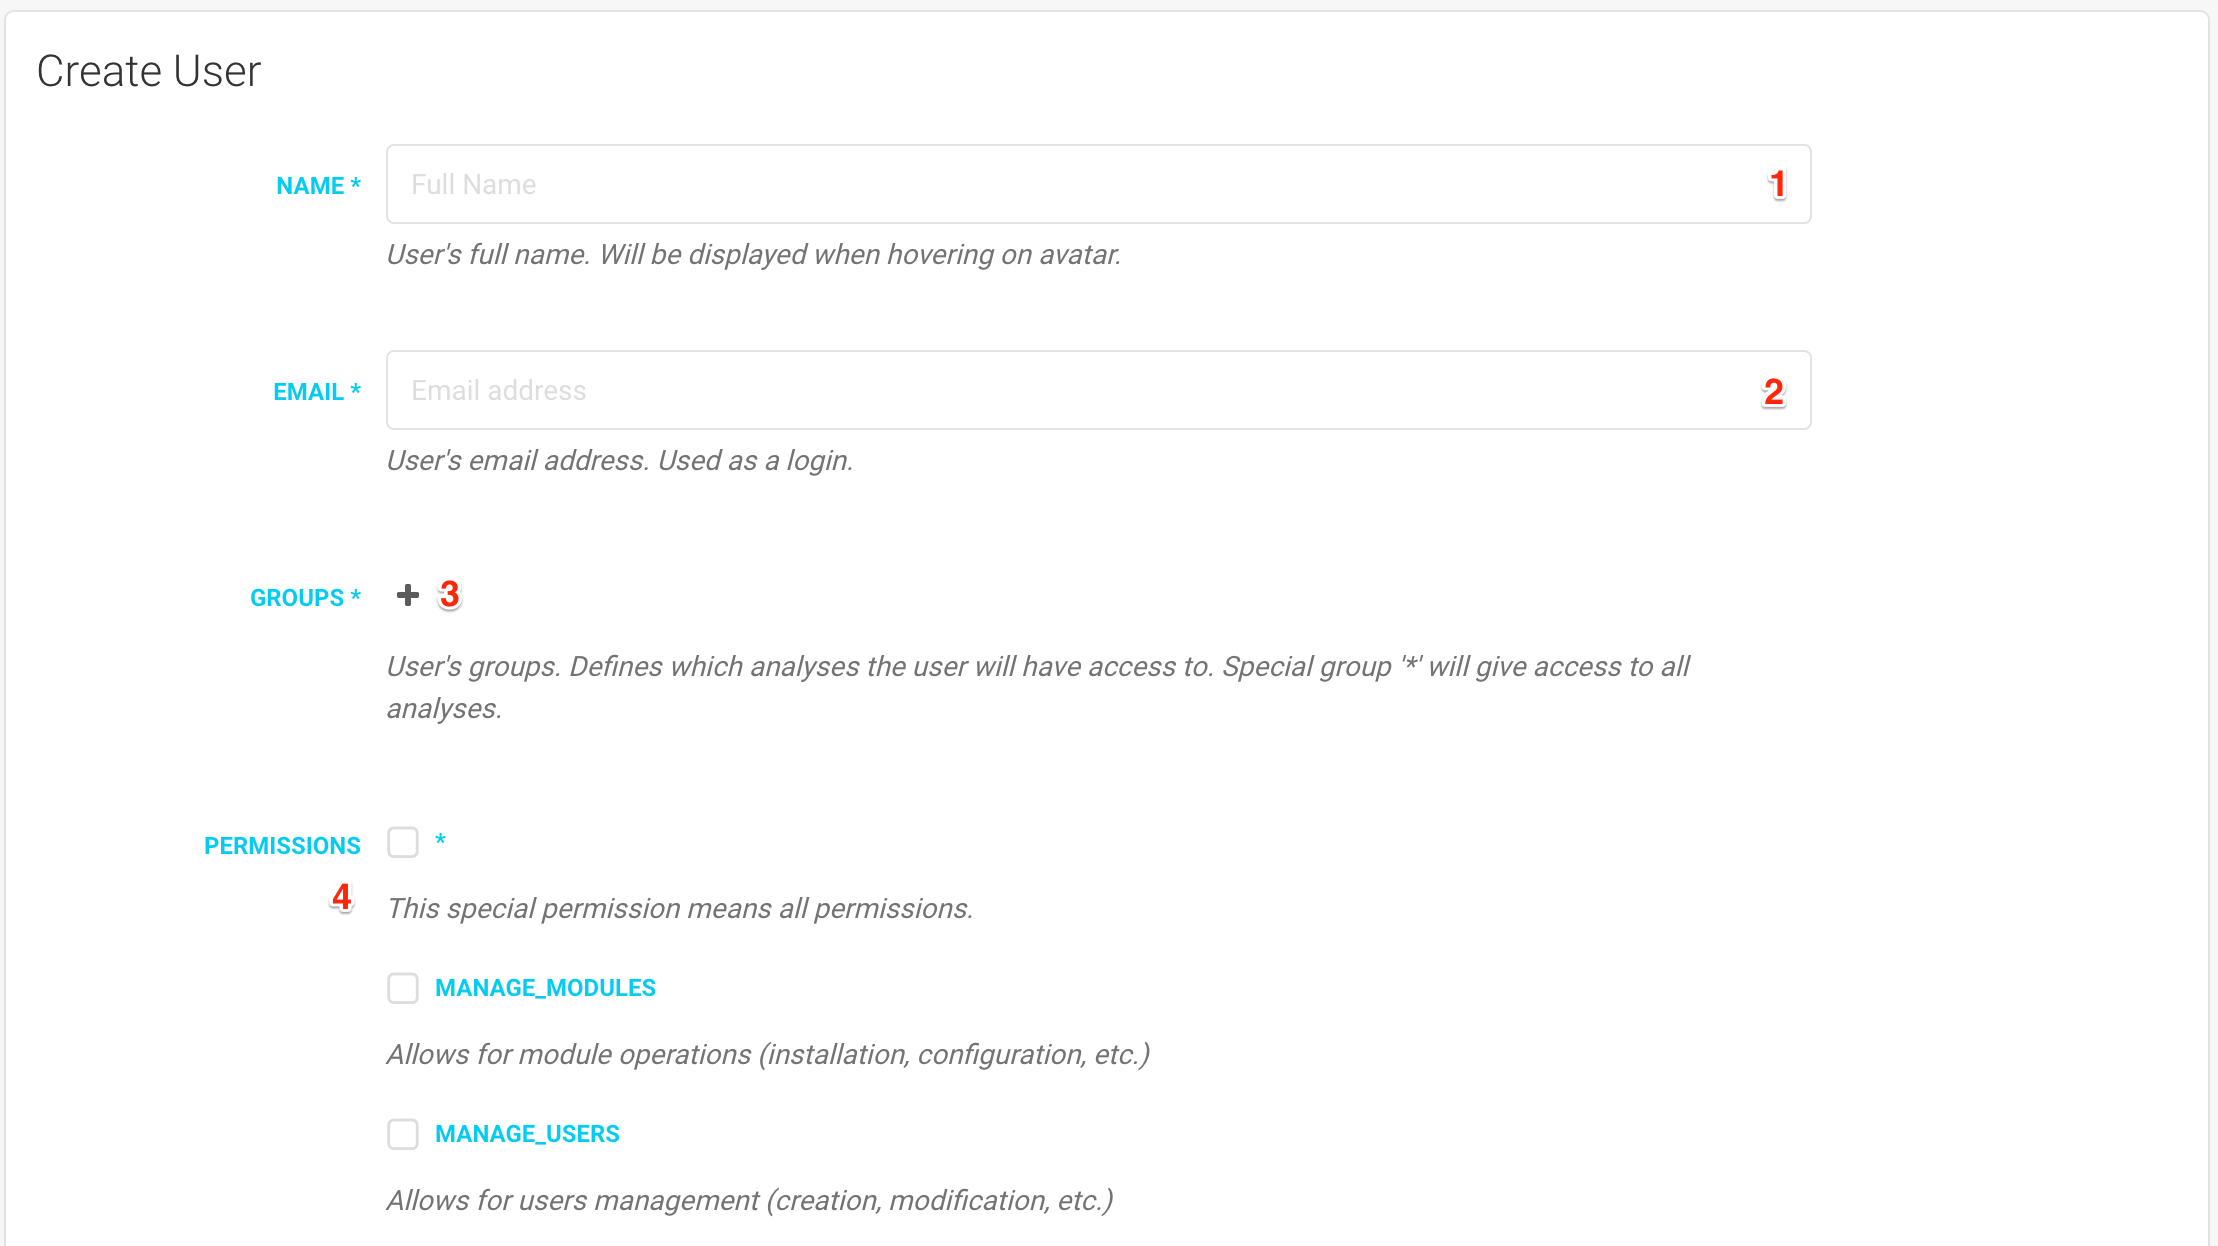 Create User
NAME *
Full Name
1
User's full name. Will be displayed when hovering on avatar.
EMAIL *
Email address
2
User's email address. Used as a login.
GROUPS *
+ 3
User's groups. Defines which analyses the user will have access to. Special group '*' will give access to all
analyses.
PERMISSIONS
*
4
This special permission means all permissions.
MANAGE_MODULES
Allows for module operations (installation, configuration, etc.)
MANAGE_USERS
Allows for users management (creation, modification, etc.)